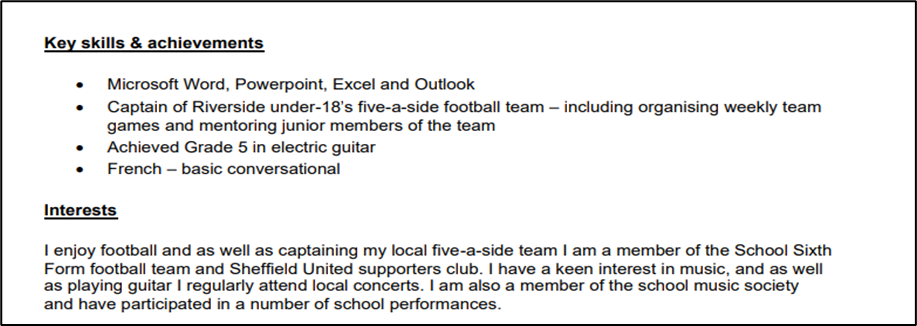 Key skills & achievements
• Microsoft Word, Powerpoint, Excel and Outlook
• Captain of Riverside under-18's five-a-side football team – including organising weekly team
games and mentoring junior members of the team
• Achieved Grade 5 in electric guitar
• French – basic conversational
Interests
I enjoy football and as well as captaining my local five-a-side team I am a member of the School Sixth
Form football team and Sheffield United supporters club. I have a keen interest in music, and as well
as playing guitar I regularly attend local concerts. I am also a member of the school music society
and have participated in a number of school performances.